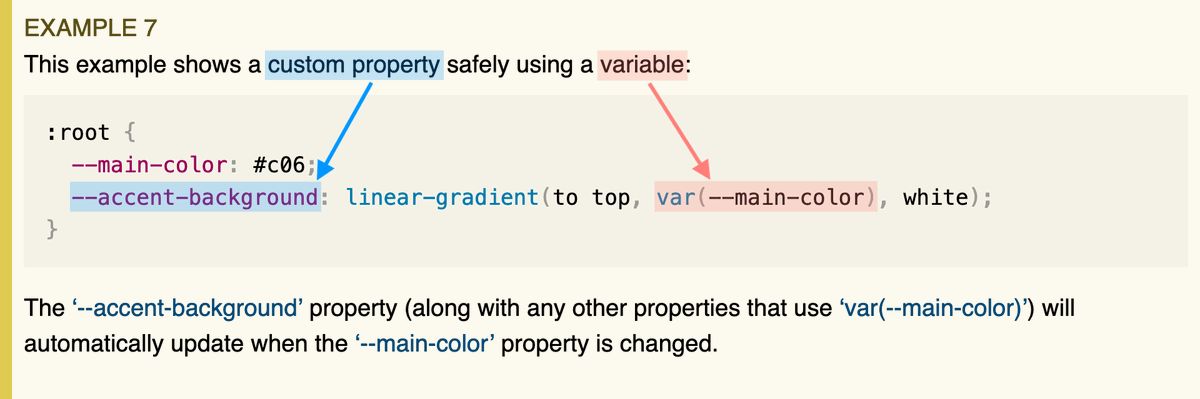 EXAMPLE 7
This example shows a custom property safely using a variable:
:root {
--main-color: #c06;
--accent-background: linear-gradient(to top, var(--main-color), white);
}
The ‘--accent-background’ property (along with any other properties that use ‘var(--main-color)’) will
automatically update when the ‘--main-color’ property is changed.